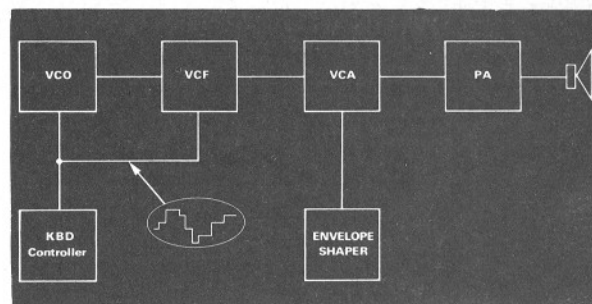 VCO
VCF
VCA
PA
KBD
Controller
ENVELOPE
SHAPER